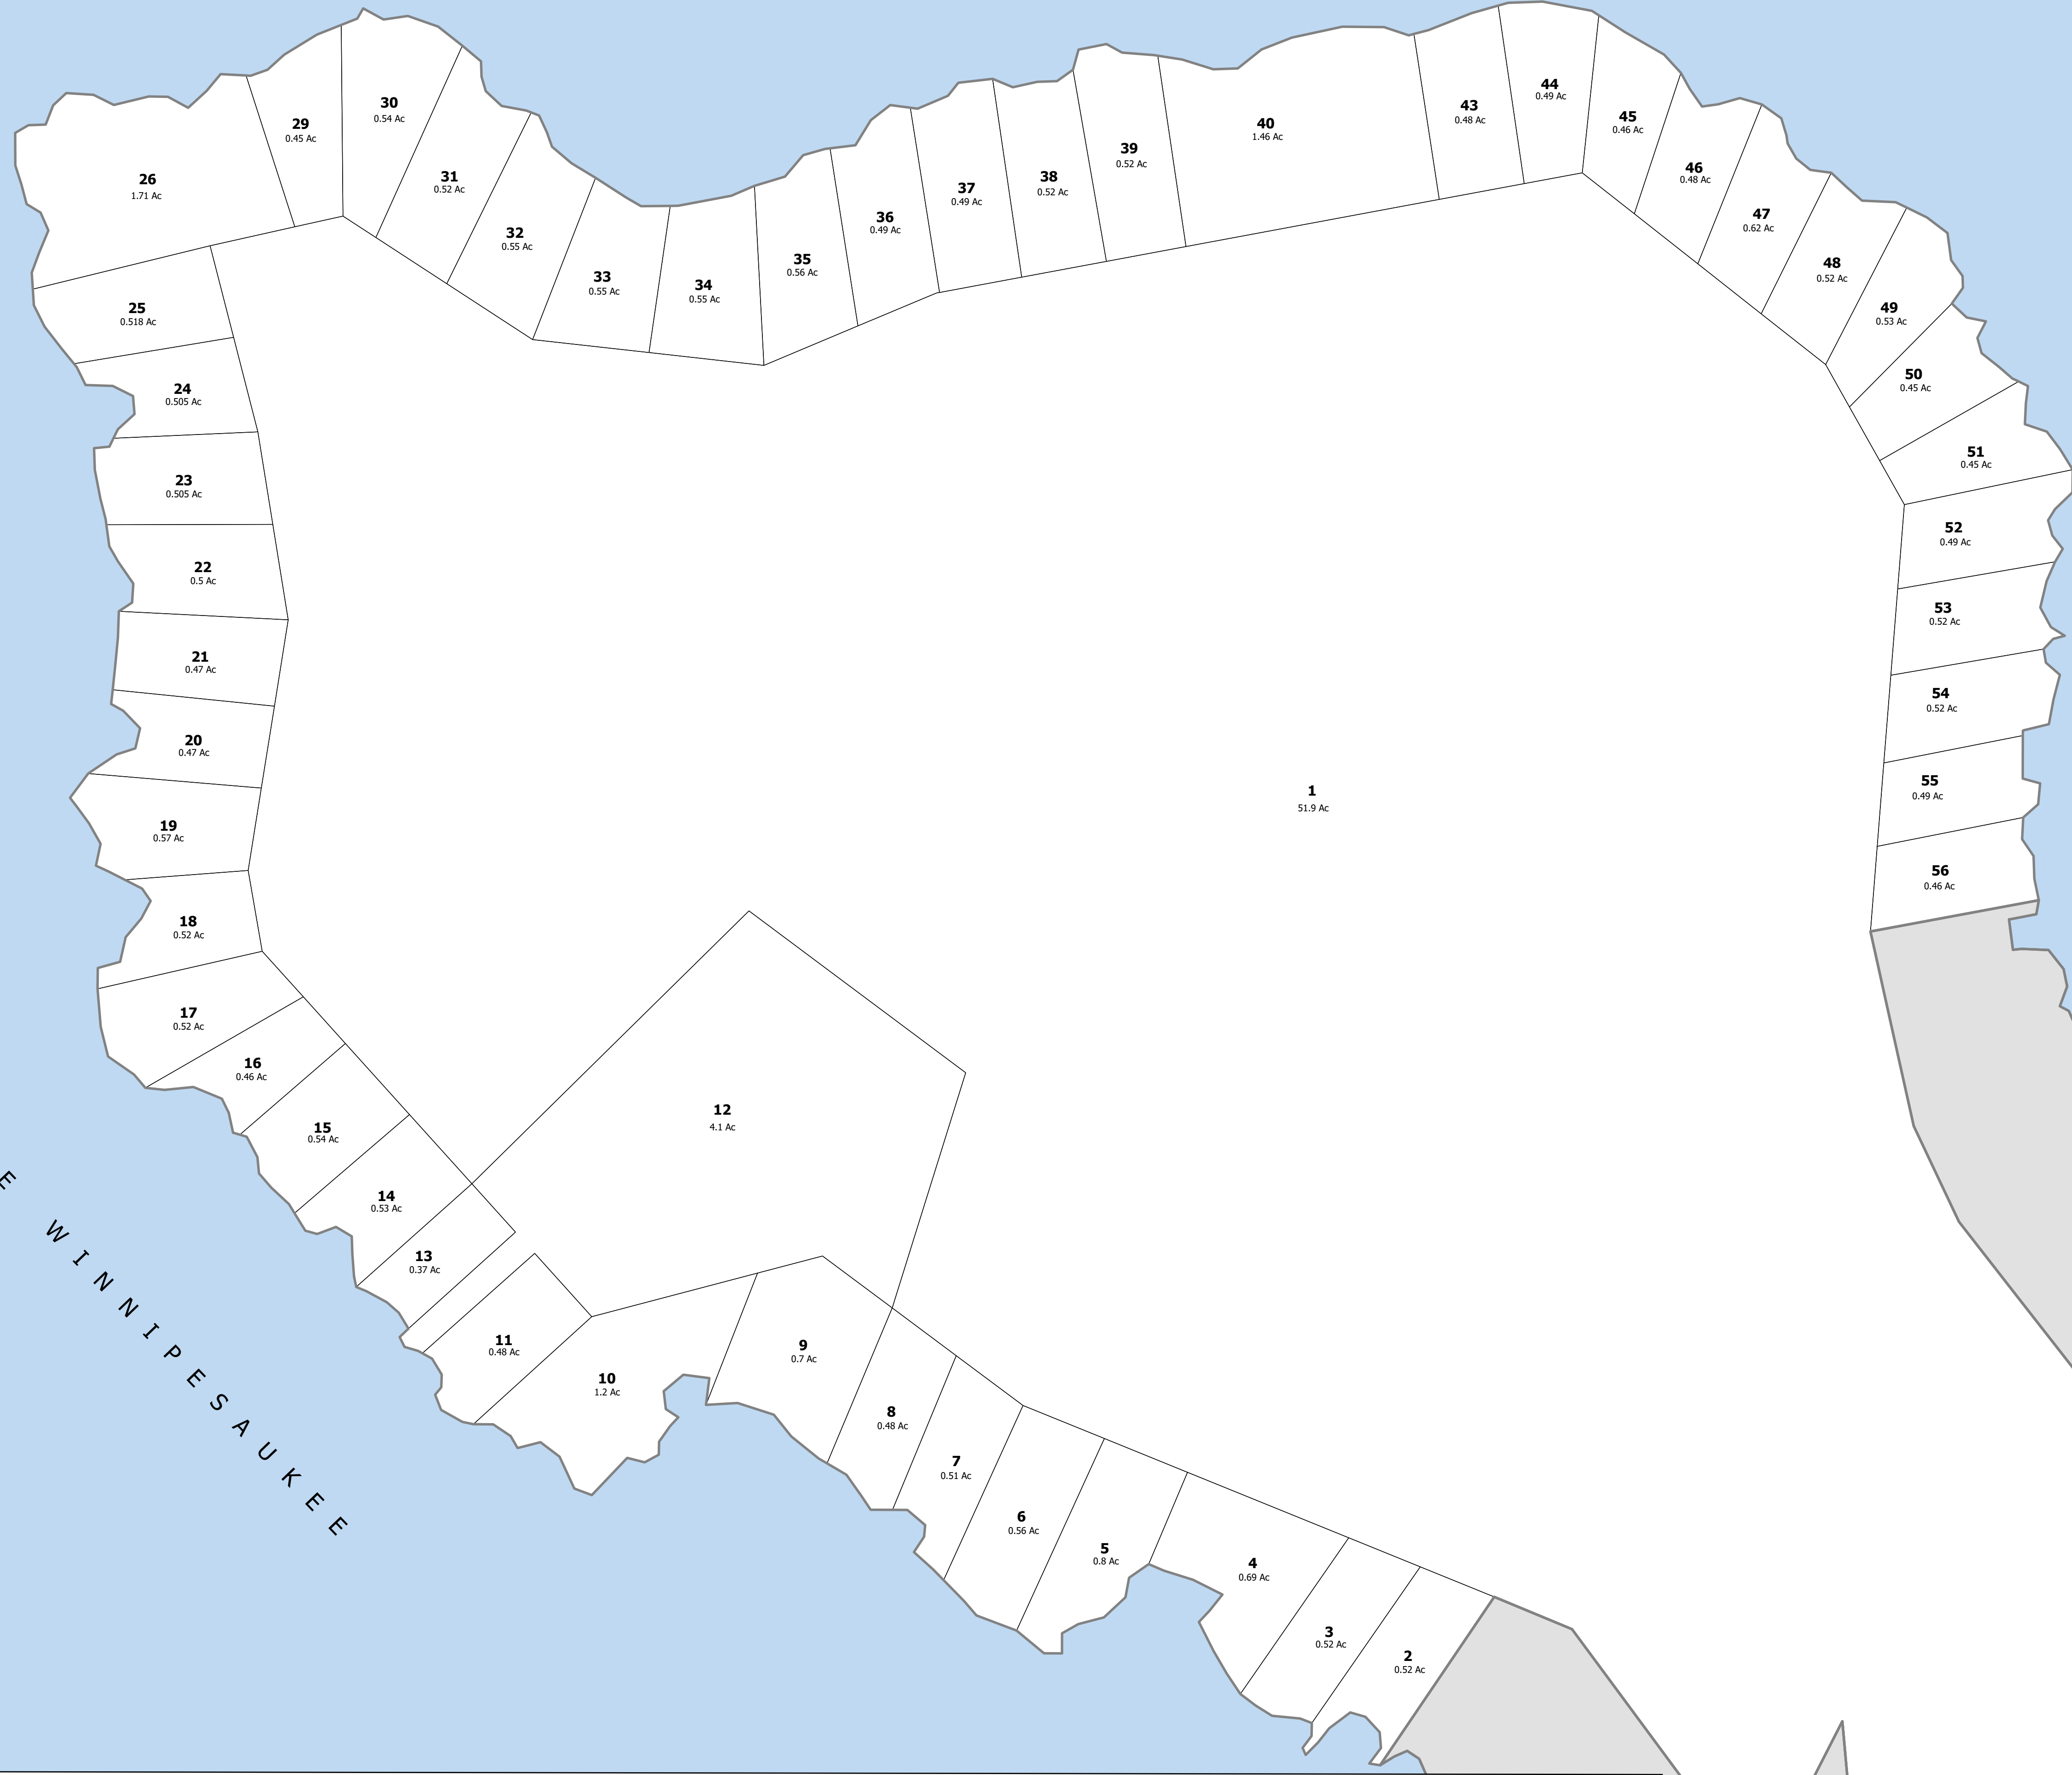 44
0.49 Ac
30
0.54 Ac
43
0.48 Ac
45
0.46 Ac
29
0.45 Ac
40
1.46 Ac
39
0.52 Ac
46
0.48 Ac
31
0.52 Ac
38
0.52 Ac
26
1.71 Ac
37
0.49 Ac
47
0.62 Ac
36
0.49 Ac
32
0.55 Ac
35
0.56 Ac
48
0.52 Ac
33
0.55 Ac
34
0.55 Ac
25
0.518 Ac
49
0.53 Ac
50
0.45 Ac
24
0.505 Ac
51
0.45 Ac
23
0.505 Ac
52
0.49 Ac
22
0.5 Ac
53
0.52 Ac
21
0.47 Ac
54
0.52 Ac
20
0.47 Ac
55
0.49 Ac
1
51.9 Ac
19
0.57 Ac
56
0.46 Ac
18
0.52 Ac
17
0.52 Ac
16
0.46 Ac
12
4.1 Ac
15
0.54 Ac
14
0.53 Ac
13
0.37 Ac
E WINNIPESAUKEE
11
0.48 Ac
9
0.7 Ac
10
1.2 Ac
8
0.48 Ac
7
0.51 Ac
6
0.56 Ac
5
0.8 Ac
4
0.69 Ac
3
0.52 Ac
2
0.52 Ac